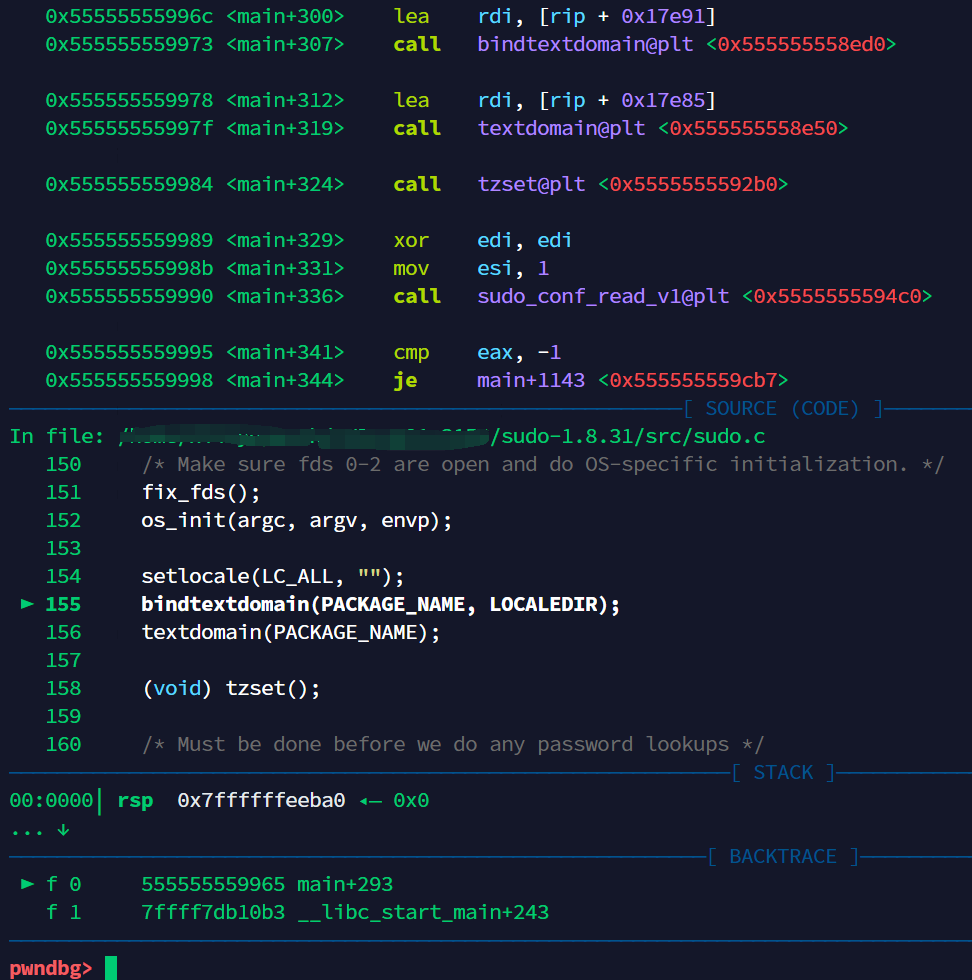 0x55555555996c <main+300> lea rdi, [rip + 0x17e91]
0x555555559973 <main+307> call bindtextdomain@plt <0x555555558ed0>
0x555555559978 <main+312> lea rdi, [rip + 0x17e85]
0x55555555997f <main+319> call textdomain@plt <0x555555558e50>
0x555555559984 <main+324> call tzset@plt <0x5555555592b0>
0x555555559989 <main+329> xor edi, edi
0x55555555998b <main+331> mov esi, 1
0x555555559990 <main+336> call sudo_conf_read_v1@plt <0x5555555594c0>
0x555555559995 <main+341> cmp eax, -1
0x555555559998 <main+344> je main+1143 <0x555555559cb7>
[ SOURCE (CODE) ]
In file: /sudo-1.8.31/src/sudo.c
150 /* Make sure fds 0-2 are open and do OS-specific initialization. */
151 fix_fds();
152 os_init(argc, argv, envp);
153
154 setlocale(LC_ALL, "");
► 155 bindtextdomain(PACKAGE_NAME, LOCALEDIR);
156 textdomain(PACKAGE_NAME);
157
158 (void) tzset();
159
160 /* Must be done before we do any password lookups */
[ STACK ]
00:0000│ rsp 0x7ffffffeeba0 ◂— 0x0
... ↓
[ BACKTRACE ]
► f 0 555555559965 main+293
f 1 7ffff7db10b3 __libc_start_main+243
pwndbg>